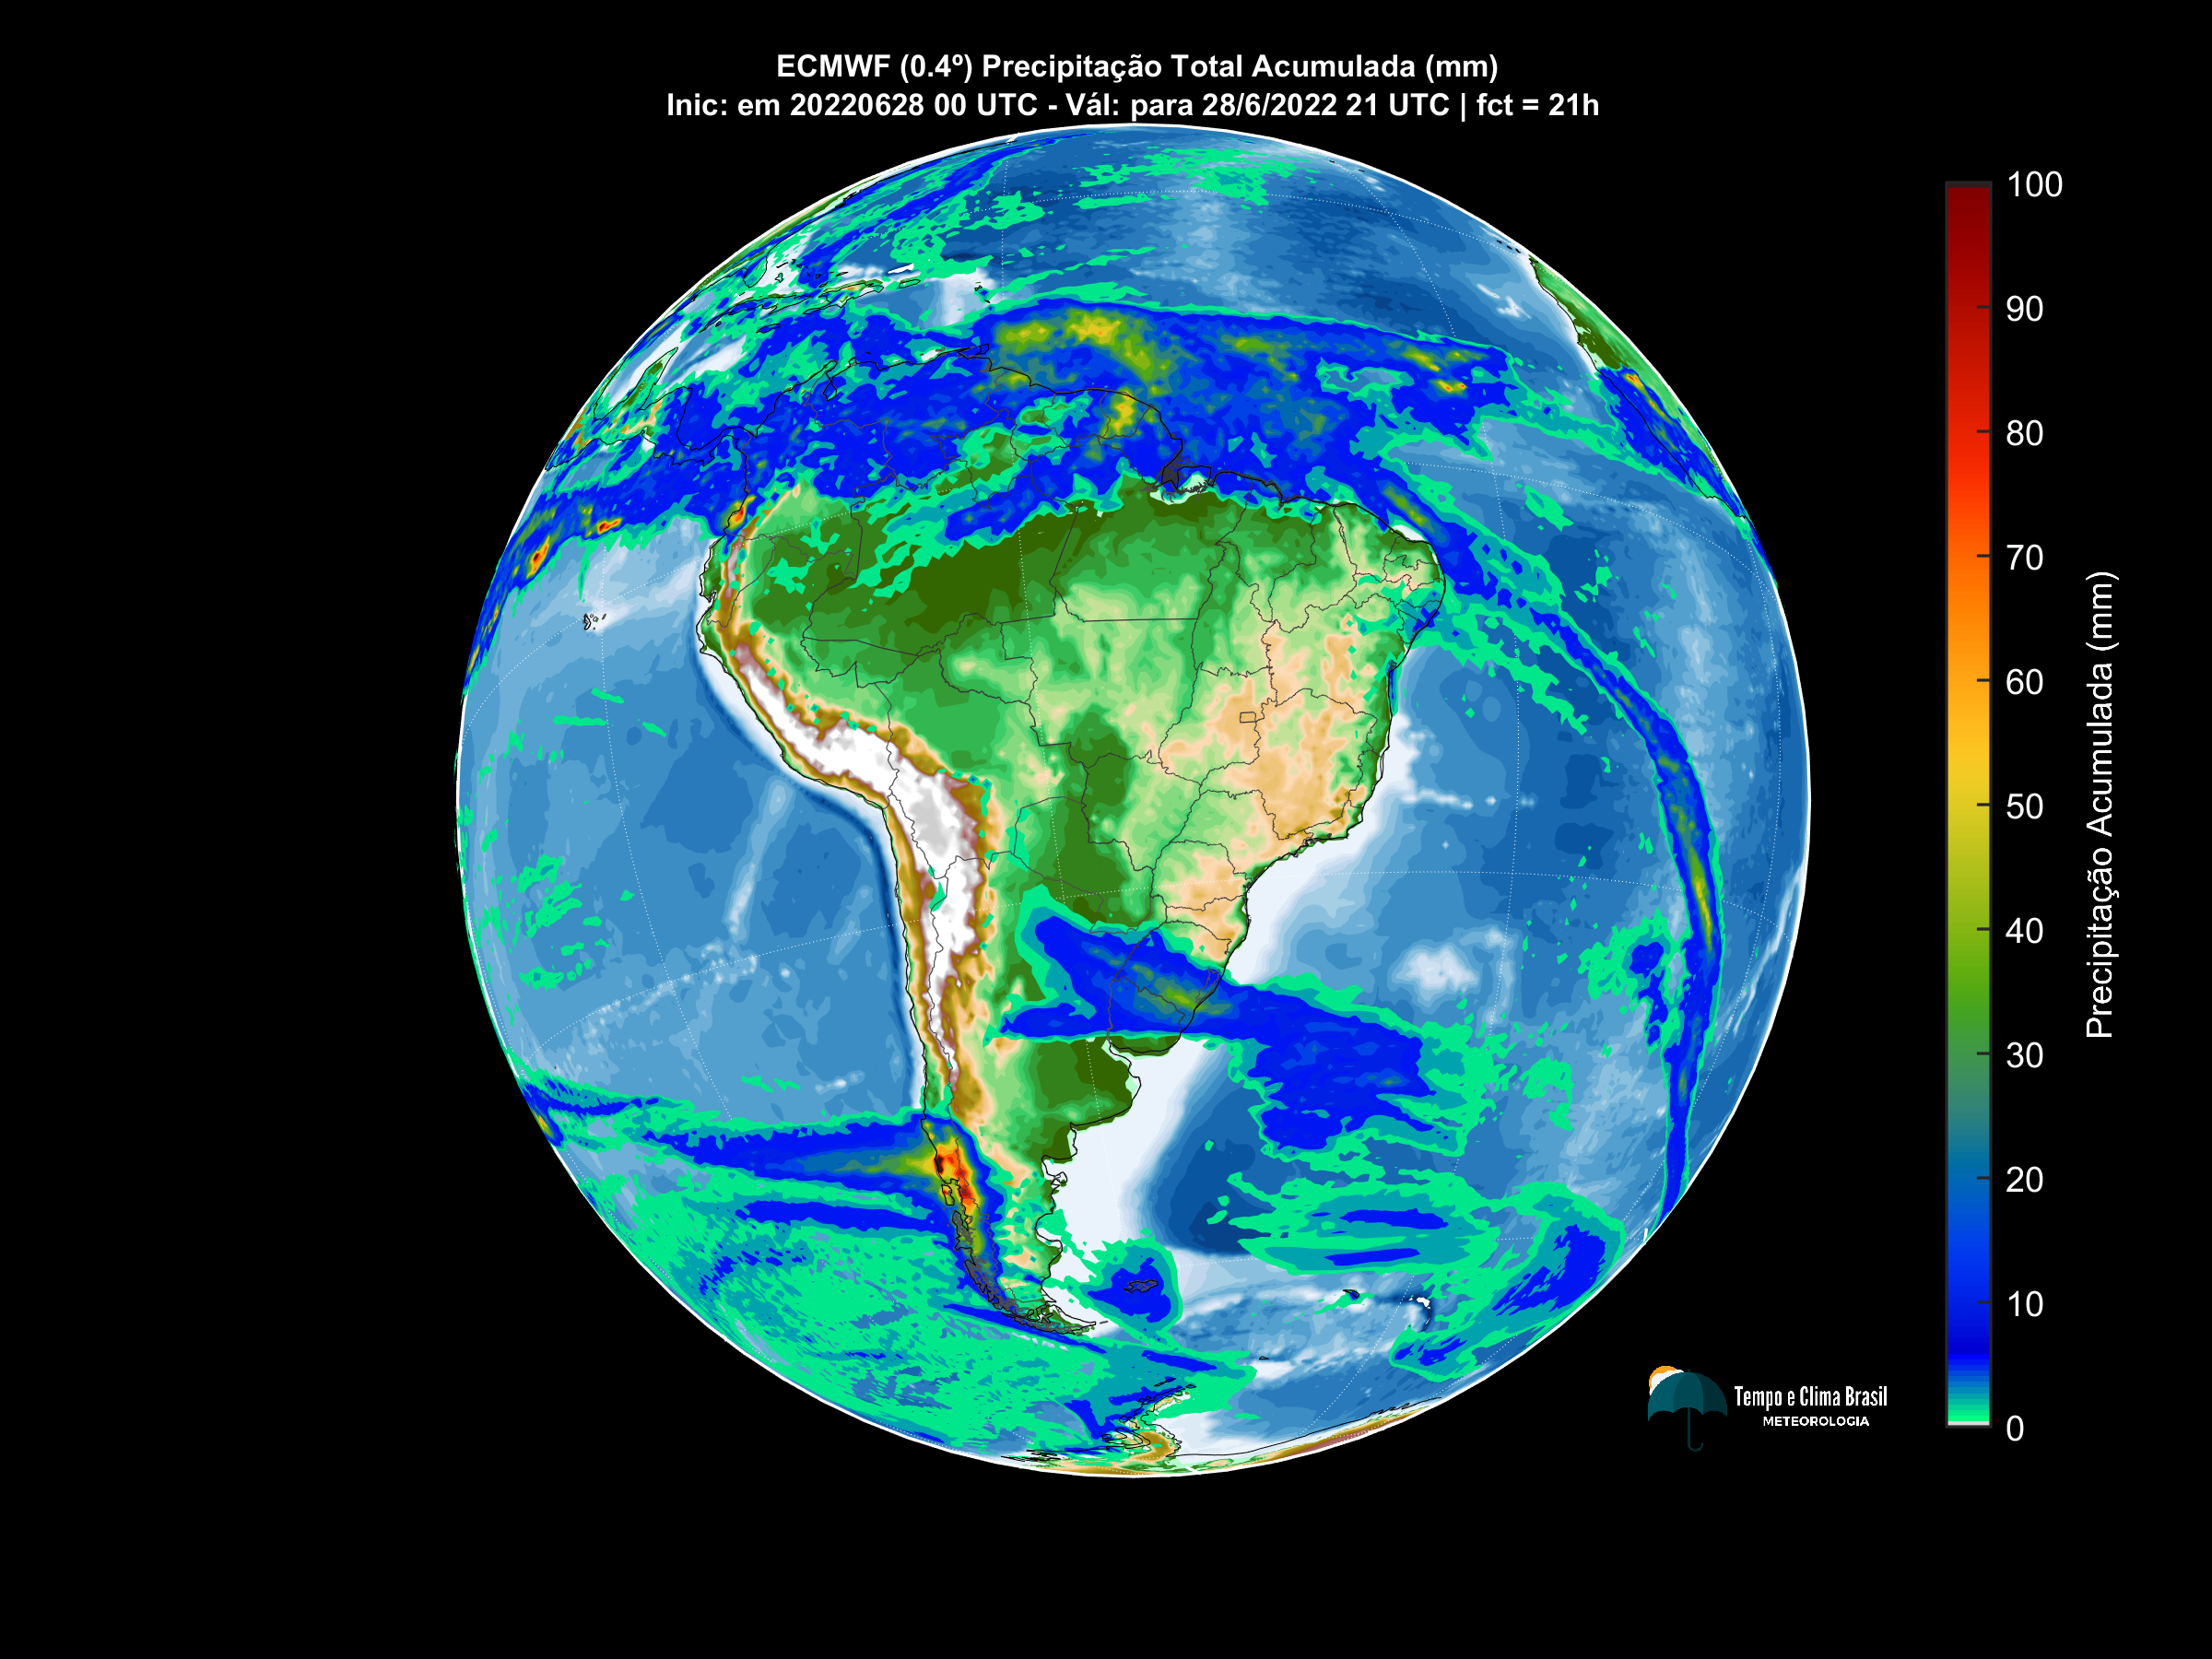 ECMWF (0.4º) Precipitação Total Acumulada (mm)
Inic: em 20220628 00 UTC - Vál: para 28/6/2022 21 UTC | fct = 21h
100
90
80
70
60
50
40
30
20
10
0
Precipitação Acumulada (mm)
Tempo e Clima Brasil
METEOROLOGIA